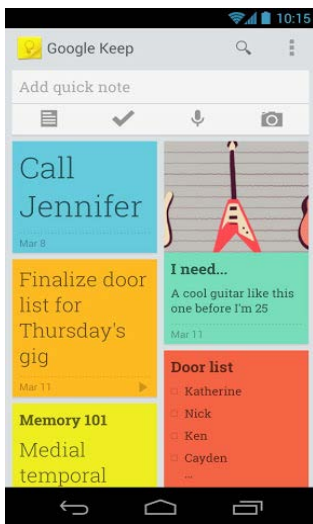 10:15
Google Keep
Add quick note
Call
Jennifer
Mar 8
Finalize door
list for
Thursday's
gig
Mar 11
Memory 101
Medial
temporal
I need...
A cool guitar like this
one before I'm 25
Mar 11
Door list
Katherine
Nick
Ken
Cayden
...